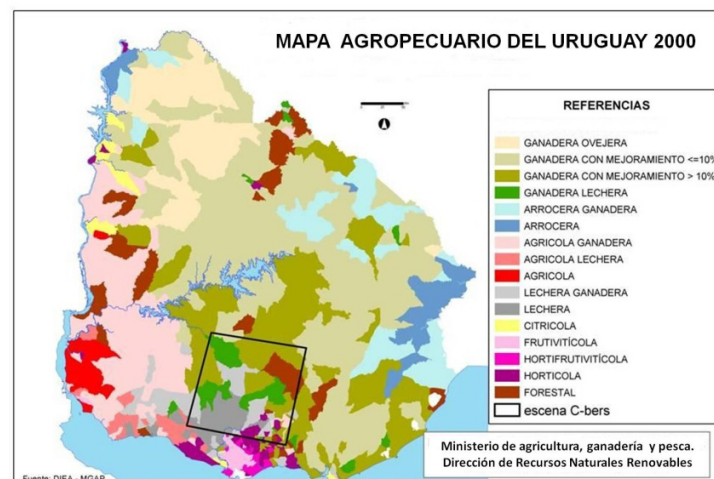 MAPA AGROPECUARIO DEL URUGUAY 2000
REFERENCIAS
GANADERA OVEJERA
GANADERA CON MEJORAMIENTO <=10%
GANADERA CON MEJORAMIENTO > 10%
GANADERA LECHERA
ARROCERA GANADERA
ARROCERA
AGRICOLA GANADERA
AGRICOLA LECHERA
AGRICOLA
LECHERA GANADERA
LECHERA
CITRICOLA
FRUTIVITÍCOLA
HORTIFRUTIVITÍCOLA
HORTICOLA
FORESTAL
escena C-bers
Ministerio de agricultura, ganadería y pesca.
Dirección de Recursos Naturales Renovables
Fuente: DIEA - MGAP